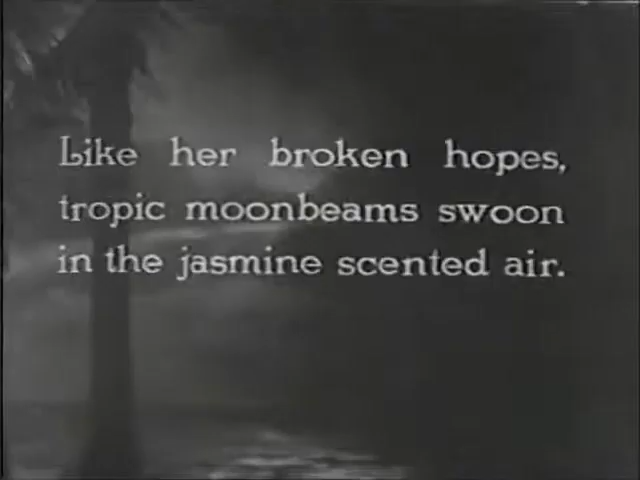 Like her broken hopes,
tropic moonbeams swoon
in the jasmine scented air.